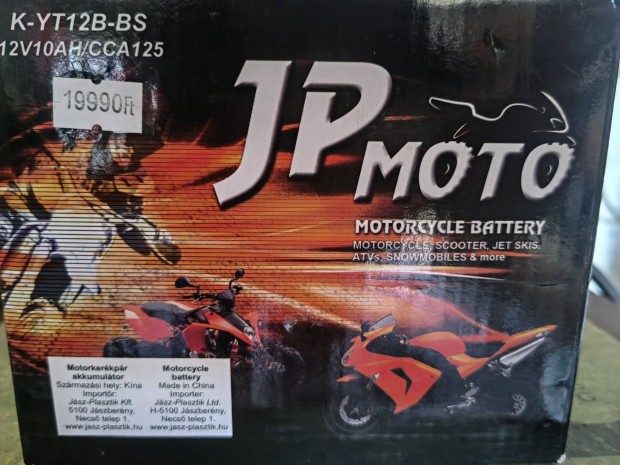 K-YT12B-BS
12V10AH/CCA125
19990Ft
JP
MOTO
MOTORCYCLE BATTERY
MOTORCYCLE, SCOOTER, JET SKIS,
ATVs, SNOWMOBILES & more
Motorkerékpár
akkumulátor
Származási hely: Kína
Importőr:
Jász-Plasztik Kft.
5100 Jászberény,
Necső telep 1.
www.jasz-plasztik.hu
Motorcycle
battery
Made in China
Importer:
Jász-Plasztik Ltd.
H-5100 Jászberény,
Necső telep 1.
www.jasz-plasztik.hu